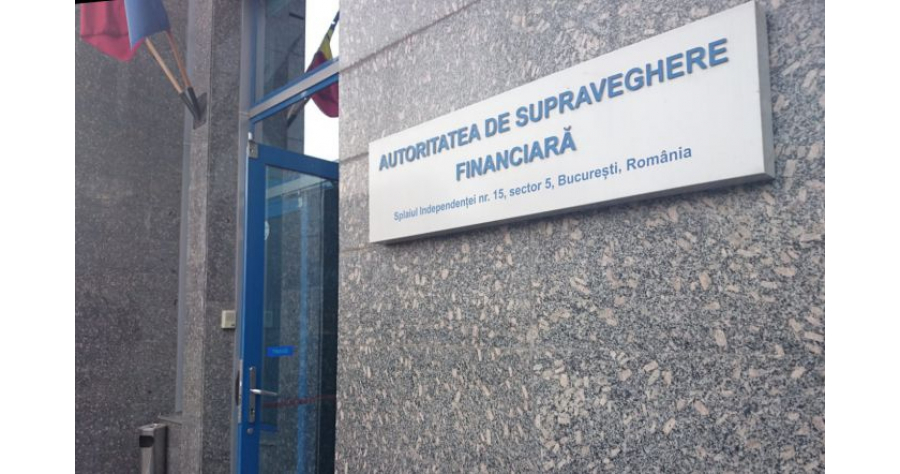 AUTORITATEA DE SUPRAVEGHERE
FINANCIARĂ
Splaiul Independenței nr. 15, sector 5, București, România